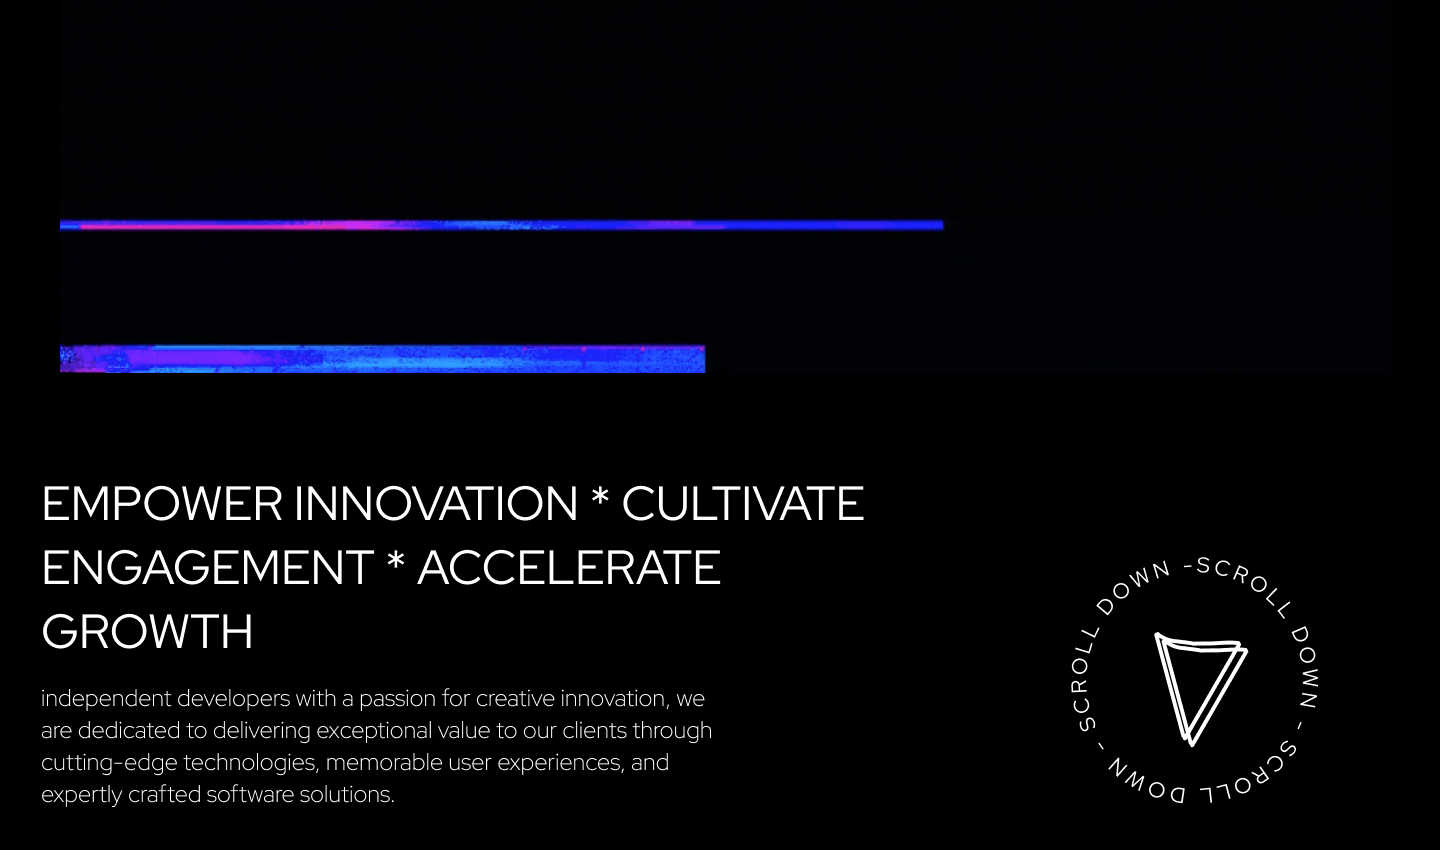 EMPOWER INNOVATION * CULTIVATE
ENGAGEMENT * ACCELERATE
GROWTH
independent developers with a passion for creative innovation, we
are dedicated to delivering exceptional value to our clients through
cutting-edge technologies, memorable user experiences, and
expertly crafted software solutions.
SCROLL DOWN - SCROLL DOWN - SCROLL DOWN -